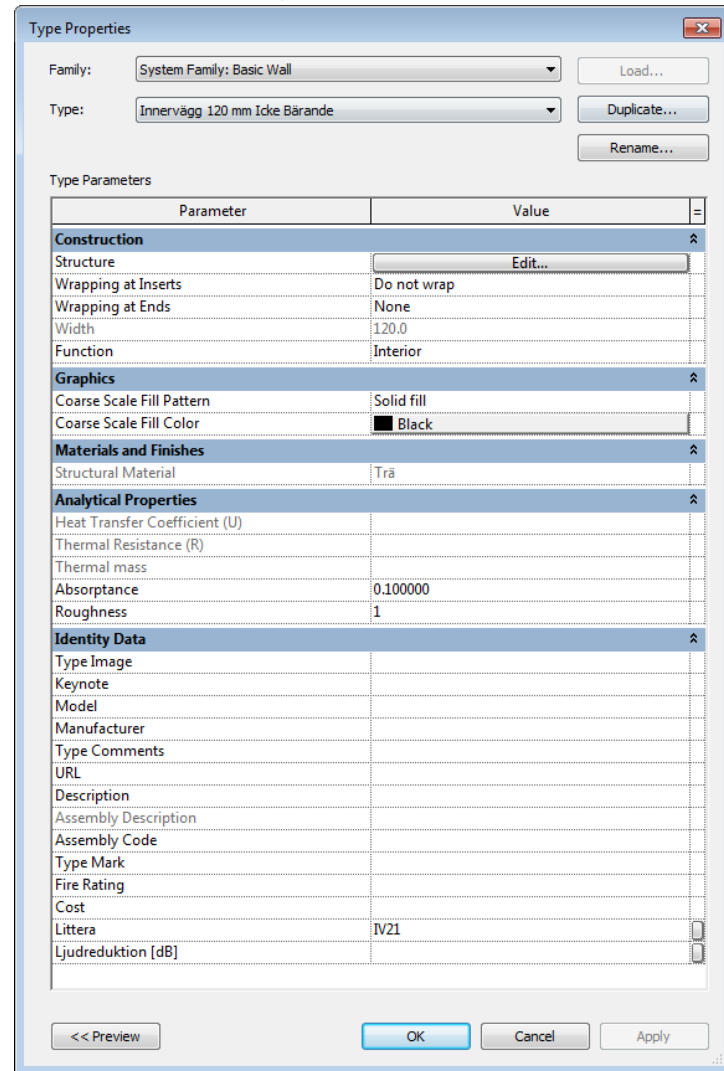 Type Properties
Family: System Family: Basic Wall Load...
Type: Innervägg 120 mm Icke Bärande Duplicate...
Rename...
Type Parameters
Parameter Value =
Construction
Structure Edit...
Wrapping at Inserts Do not wrap
Wrapping at Ends None
Width 120.0
Function Interior
Graphics
Coarse Scale Fill Pattern Solid fill
Coarse Scale Fill Color Black
Materials and Finishes
Structural Material Trä
Analytical Properties
Heat Transfer Coefficient (U)
Thermal Resistance (R)
Thermal mass
Absorptance 0.100000
Roughness 1
Identity Data
Type Image
Keynote
Model
Manufacturer
Type Comments
URL
Description
Assembly Description
Assembly Code
Type Mark
Fire Rating
Cost
Littera IV21
Ljudreduktion [dB]
<< Preview OK Cancel Apply